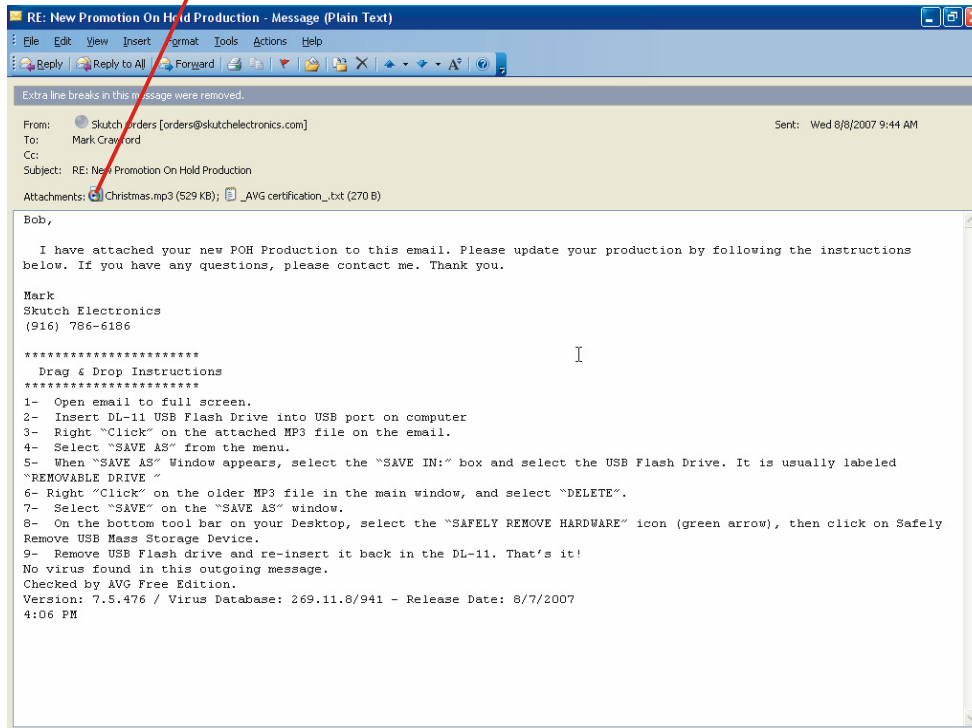 RE: New Promotion On Hold Production - Message (Plain Text)
File Edit View Insert Format Tools Actions Help
Reply Reply to All Forward
Extra line breaks in this message were removed.
From: Skutch Orders [orders@skutchelectronics.com] Sent: Wed 8/8/2007 9:44 AM
To: Mark Crawford
Cc:
Subject: RE: New Promotion On Hold Production
Attachments: Christmas.mp3 (529 KB); _AVG certification_.txt (270 B)
Bob,
I have attached your new POH Production to this email. Please update your production by following the instructions
below. If you have any questions, please contact me. Thank you.
Mark
Skutch Electronics
(916) 786-6186
***********************
Drag & Drop Instructions
***********************
1- Open email to full screen.
2- Insert DL-11 USB Flash Drive into USB port on computer
3- Right “Click” on the attached MP3 file on the email.
4- Select “SAVE AS” from the menu.
5- When “SAVE AS” Window appears, select the “SAVE IN:” box and select the USB Flash Drive. It is usually labeled
“REMOVABLE DRIVE ”
6- Right “Click” on the older MP3 file in the main window, and select “DELETE”.
7- Select “SAVE” on the “SAVE AS” window.
8- On the bottom tool bar on your Desktop, select the “SAFELY REMOVE HARDWARE” icon (green arrow), then click on Safely
Remove USB Mass Storage Device.
9- Remove USB Flash drive and re-insert it back in the DL-11. That’s it!
No virus found in this outgoing message.
Checked by AVG Free Edition.
Version: 7.5.476 / Virus Database: 269.11.8/941 - Release Date: 8/7/2007
4:06 PM